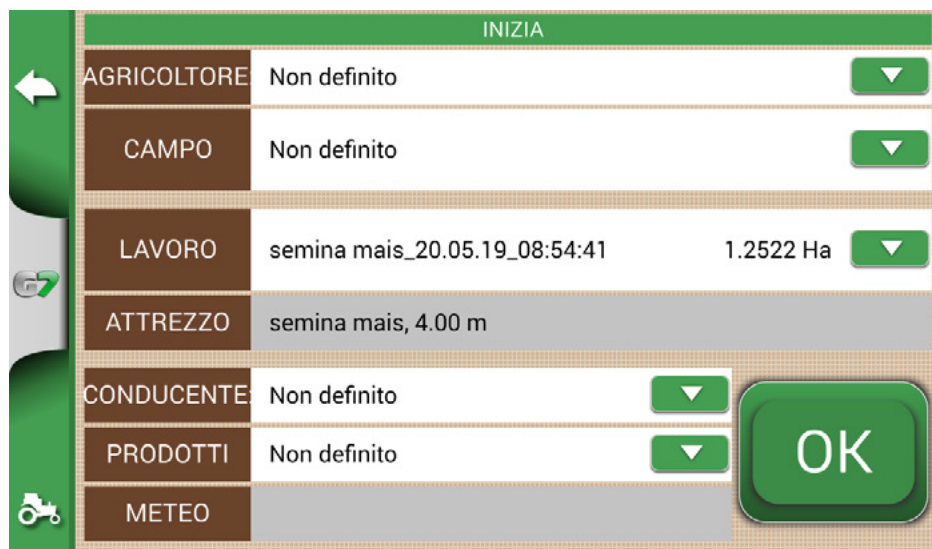 INIZIA
AGRICOLTORE Non definito
CAMPO Non definito
LAVORO semina mais_20.05.19_08:54:41 1.2522 Ha
G7
ATTREZZO semina mais, 4.00 m
CONDUCENTE: Non definito
PRODOTTI Non definito
OK
METEO